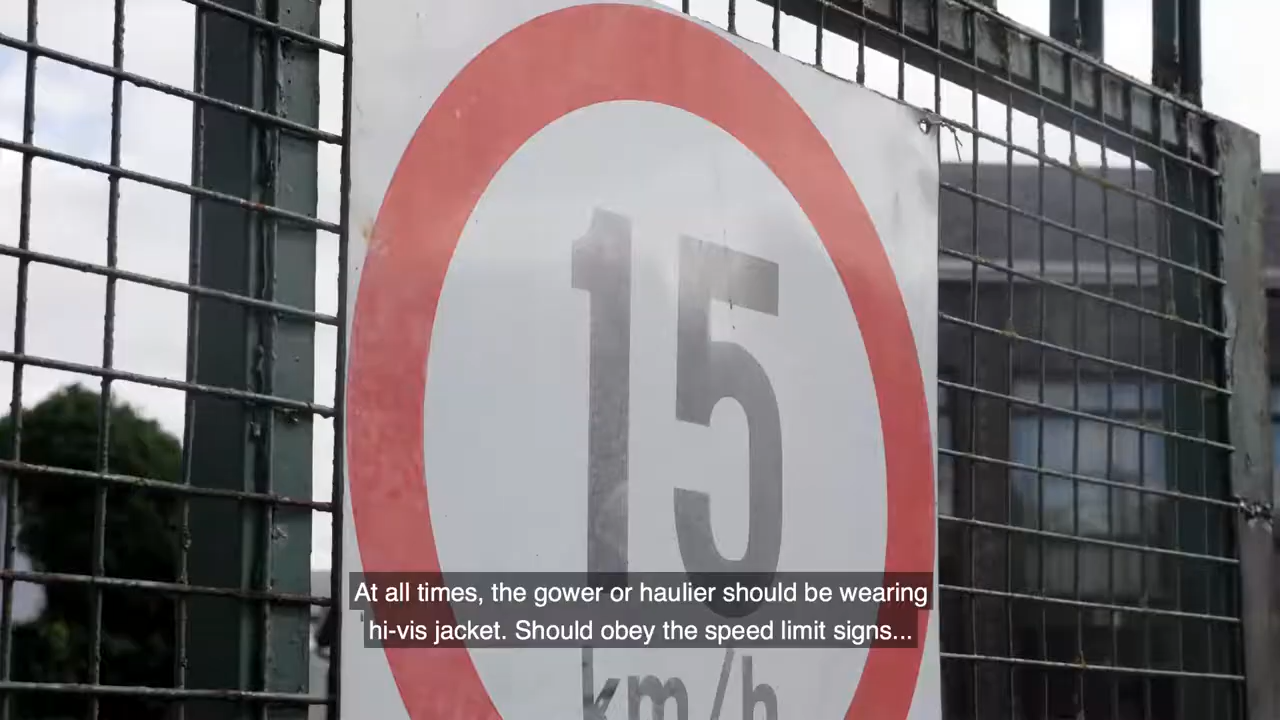 15
km/h
At all times, the gower or haulier should be wearing
hi-vis jacket. Should obey the speed limit signs...